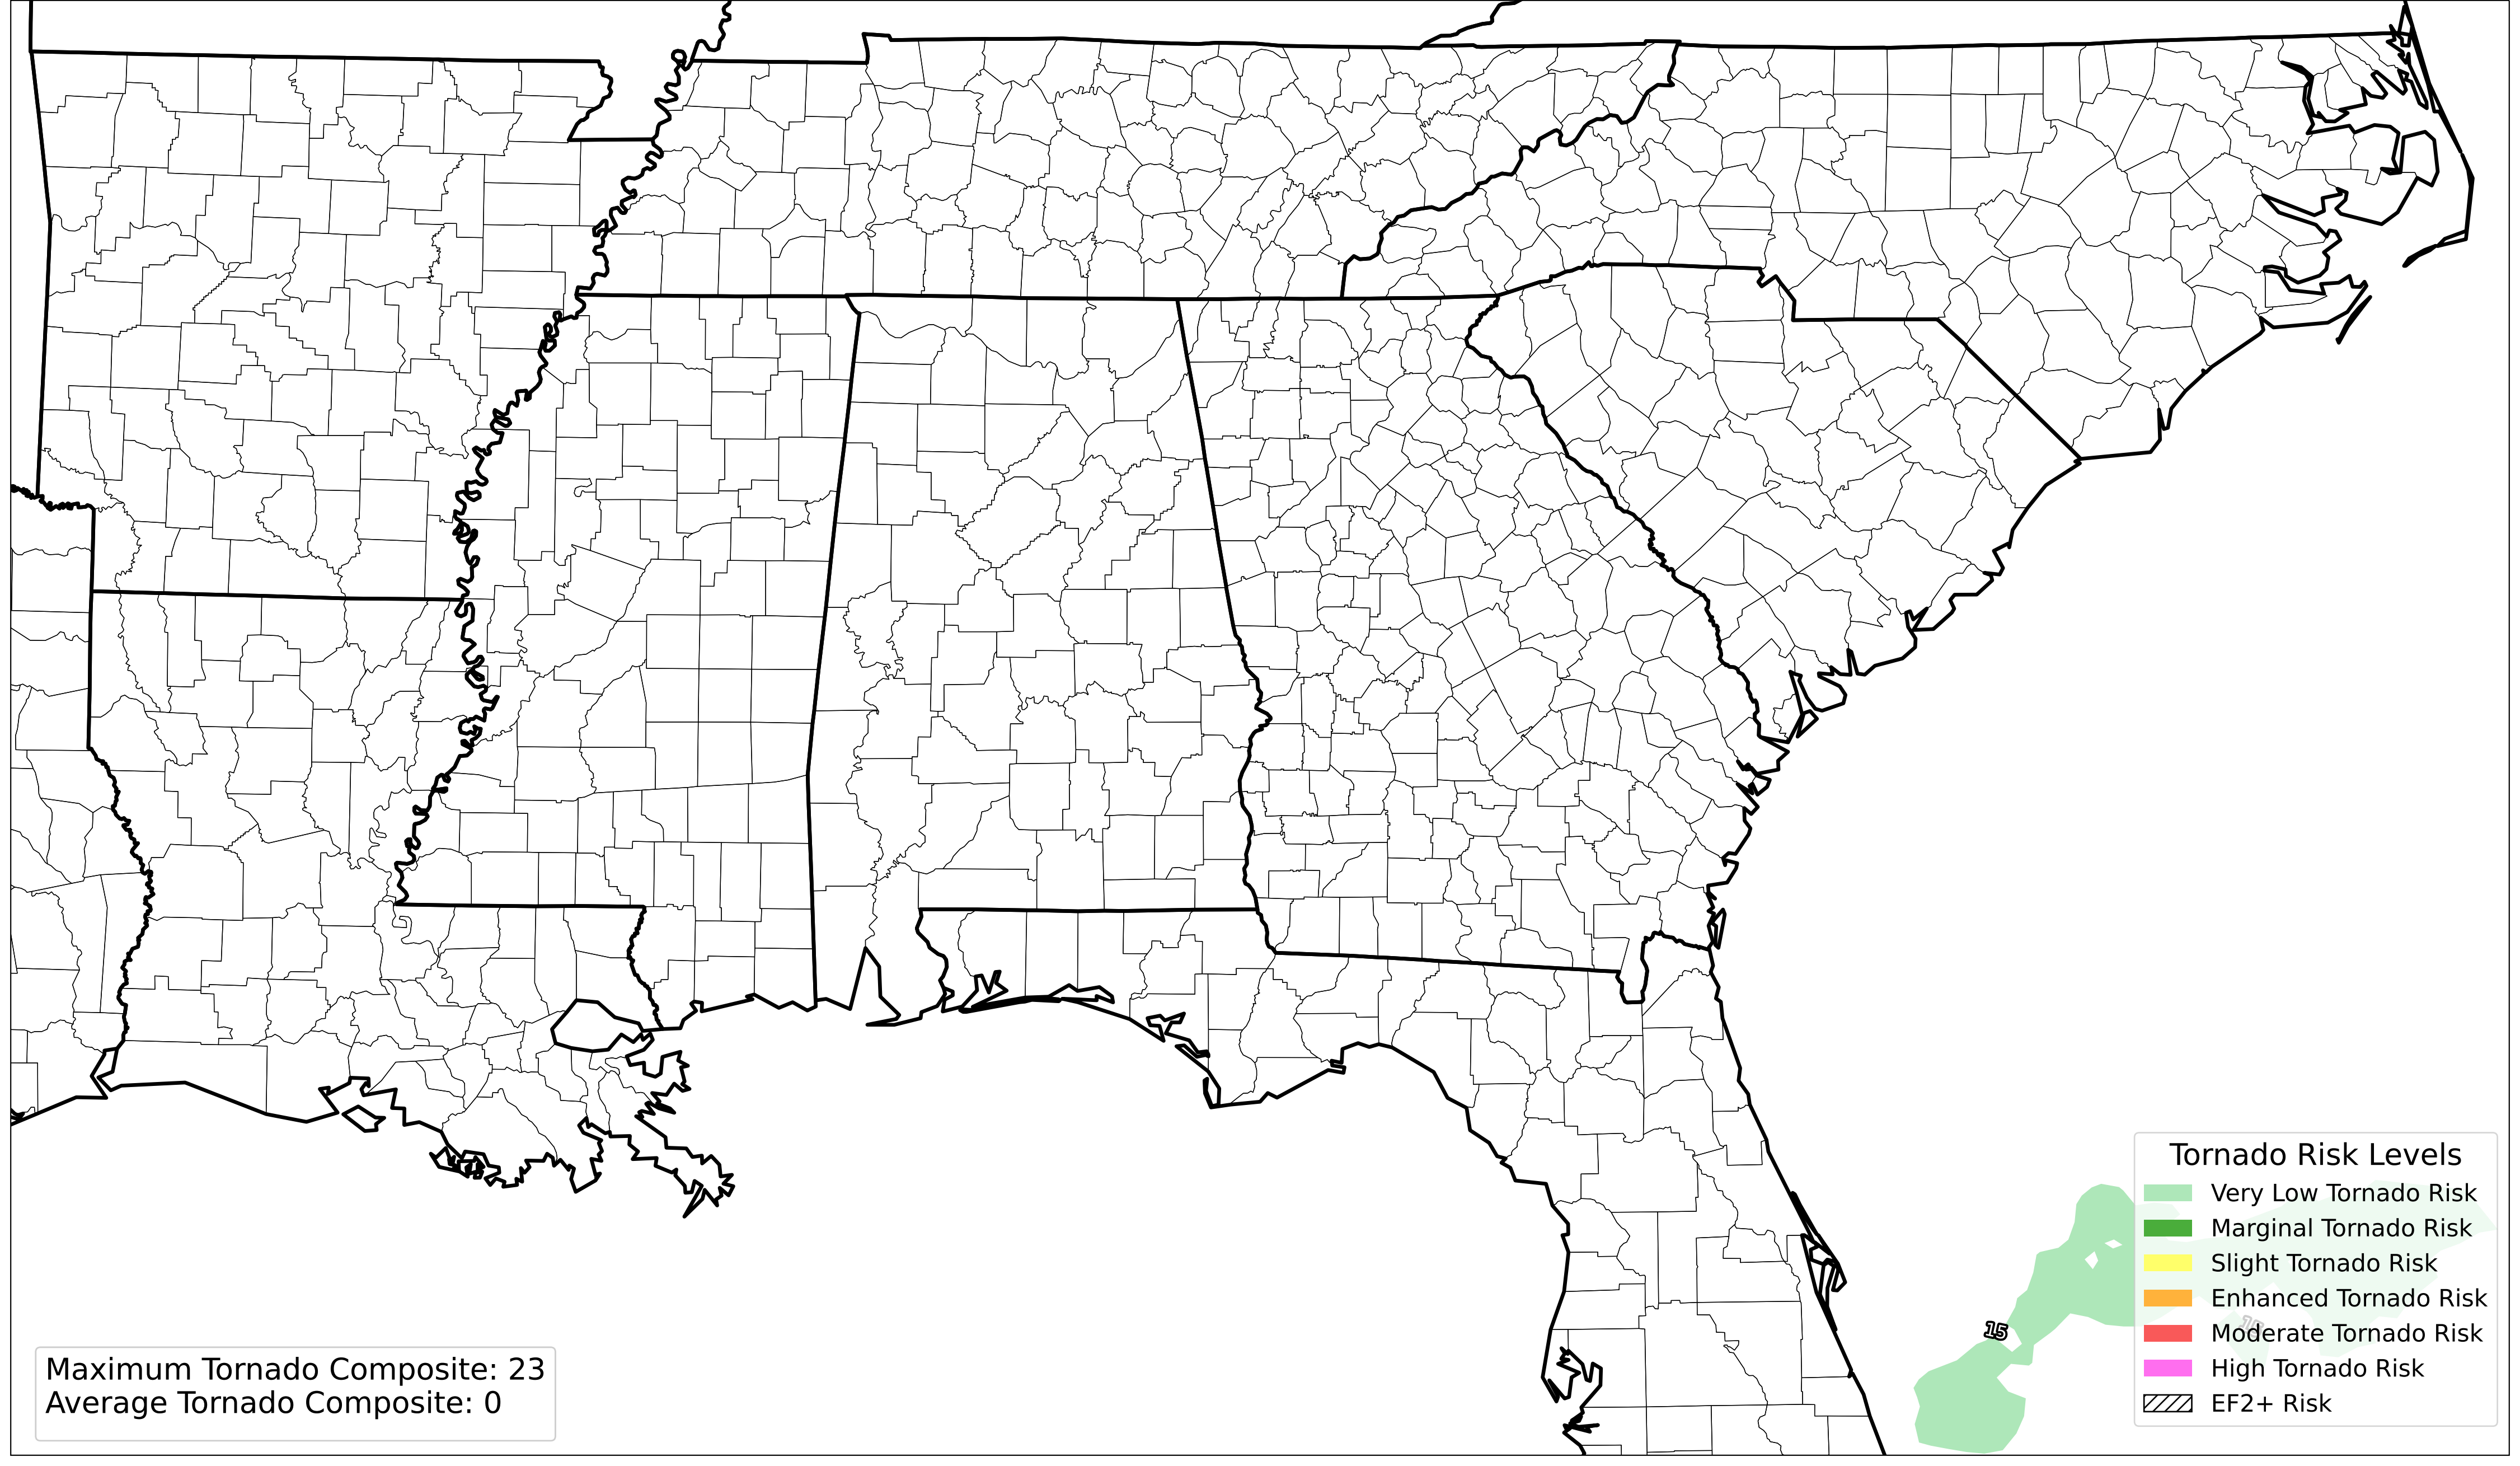 Tornado Risk Levels
Very Low Tornado Risk
Marginal Tornado Risk
Slight Tornado Risk
Enhanced Tornado Risk
Moderate Tornado Risk
High Tornado Risk
EF2+ Risk
15
Maximum Tornado Composite: 23
Average Tornado Composite: 0